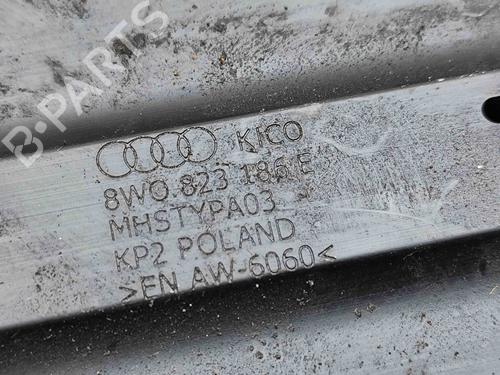 B-PARTS
KICO
8W0 823 186 E
MHSTYPA03
KP2 POLAND
>EN AW-6060<